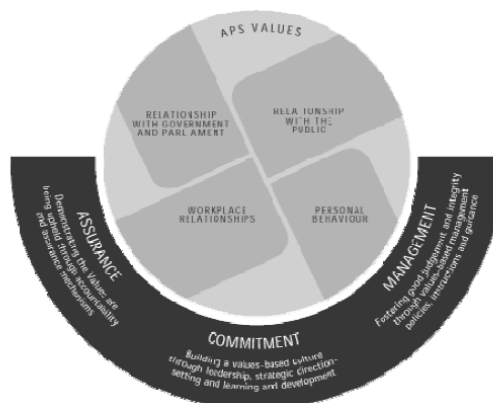 APS VALUES
RELATIONSHIP
WITH GOVERNMENT
AND PARLIAMENT
RELATIONSHIP
WITH THE
PUBLIC
WORKPLACE
RELATIONSHIPS
PERSONAL
BEHAVIOUR
ASSURANCE
Demonstrating the Values are
being upheld through accountability
and assurance mechanisms
COMMITMENT
Building a values-based culture
through leadership, strategic direction-
setting and learning and development
MANAGEMENT
Fostering good judgement and integrity
through values-based management
policies, instructions and guidance